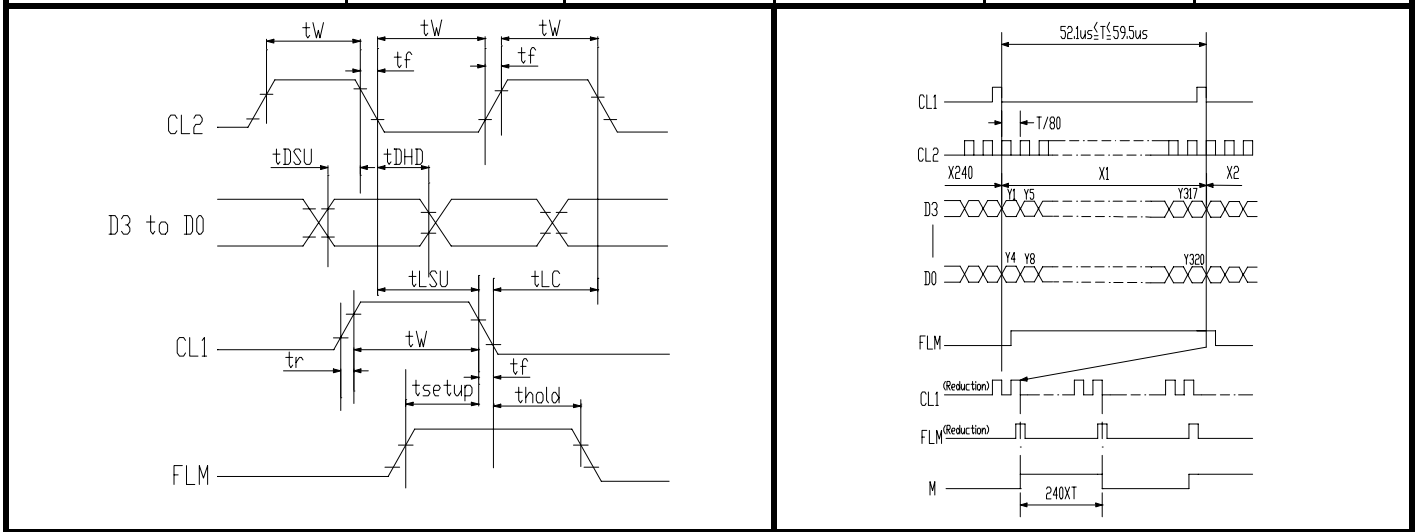 tW tW tW
tf tf
CL2
tDSU tDHD
D3 to D0
tLSU tLC
CL1
tW
tr tf
tsetup thold
FLM
52.1us≦T≦59.5us
CL1
T/80
CL2
X240 X1 X2
Y1 Y5 Y317
D3
Y4 Y8 Y320
D0
FLM
CL1(Reduction)
FLM(Reduction)
M
240XT